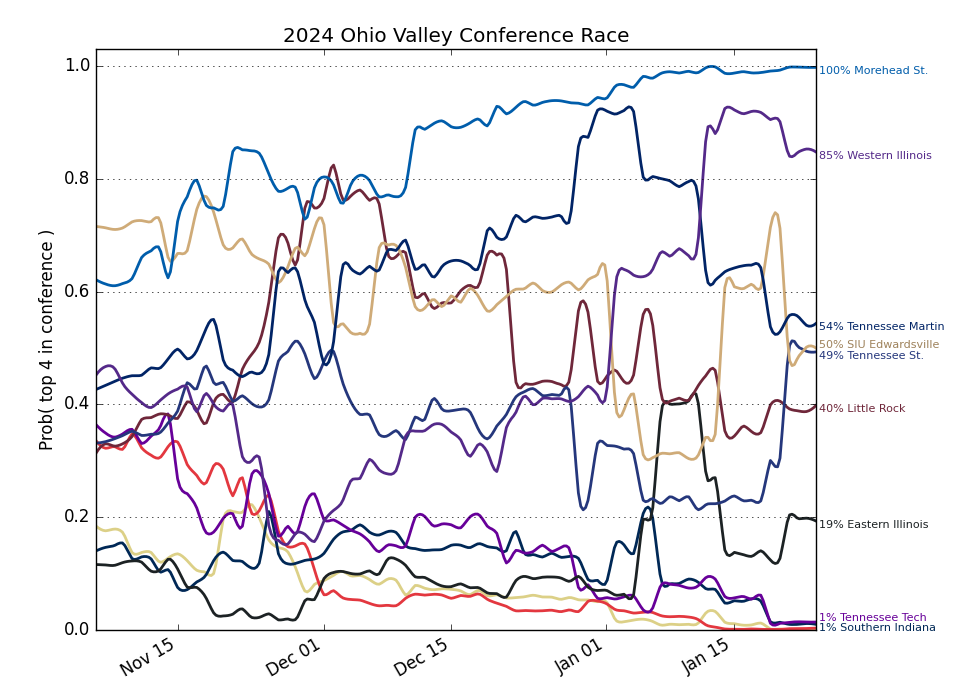 2024 Ohio Valley Conference Race
Prob( top 4 in conference )
1.0
0.8
0.6
0.4
0.2
0.0
Nov 15
Dec 01
Dec 15
Jan 01
Jan 15
100% Morehead St.
85% Western Illinois
54% Tennessee Martin
50% SIU Edwardsville
49% Tennessee St.
40% Little Rock
19% Eastern Illinois
1% Tennessee Tech
1% Southern Indiana